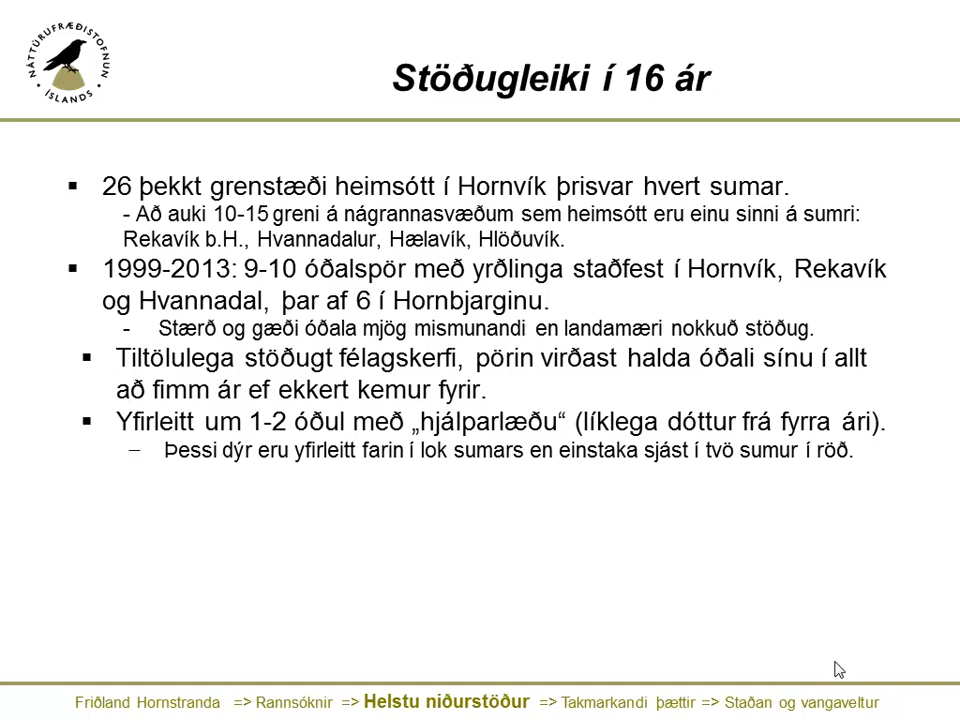 NÁTTÚRUFRÆÐISTOFNUN
• ÍSLANDS •
Stöðugleiki í 16 ár
▪ 26 þekkt grenstæði heimsótt í Hornvík þrisvar hvert sumar.
- Að auki 10-15 greni á nágrannasvæðum sem heimsótt eru einu sinni á sumri:
Rekavík b.H., Hvannadalur, Hælavík, Hlöðuvík.
▪ 1999-2013: 9-10 óðalspör með yrðlinga staðfest í Hornvík, Rekavík
og Hvannadal, þar af 6 í Hornbjarginu.
- Stærð og gæði óðala mjög mismunandi en landamæri nokkuð stöðug.
▪ Tiltölulega stöðugt félagskerfi, pörin virðast halda óðali sínu í allt
að fimm ár ef ekkert kemur fyrir.
▪ Yfirleitt um 1-2 óðul með „hjálparlæðu“ (líklega dóttur frá fyrra ári).
– Þessi dýr eru yfirleitt farin í lok sumars en einstaka sjást í tvö sumur í röð.
Friðland Hornstranda => Rannsóknir => Helstu niðurstöður => Takmarkandi þættir => Staðan og vangaveltur